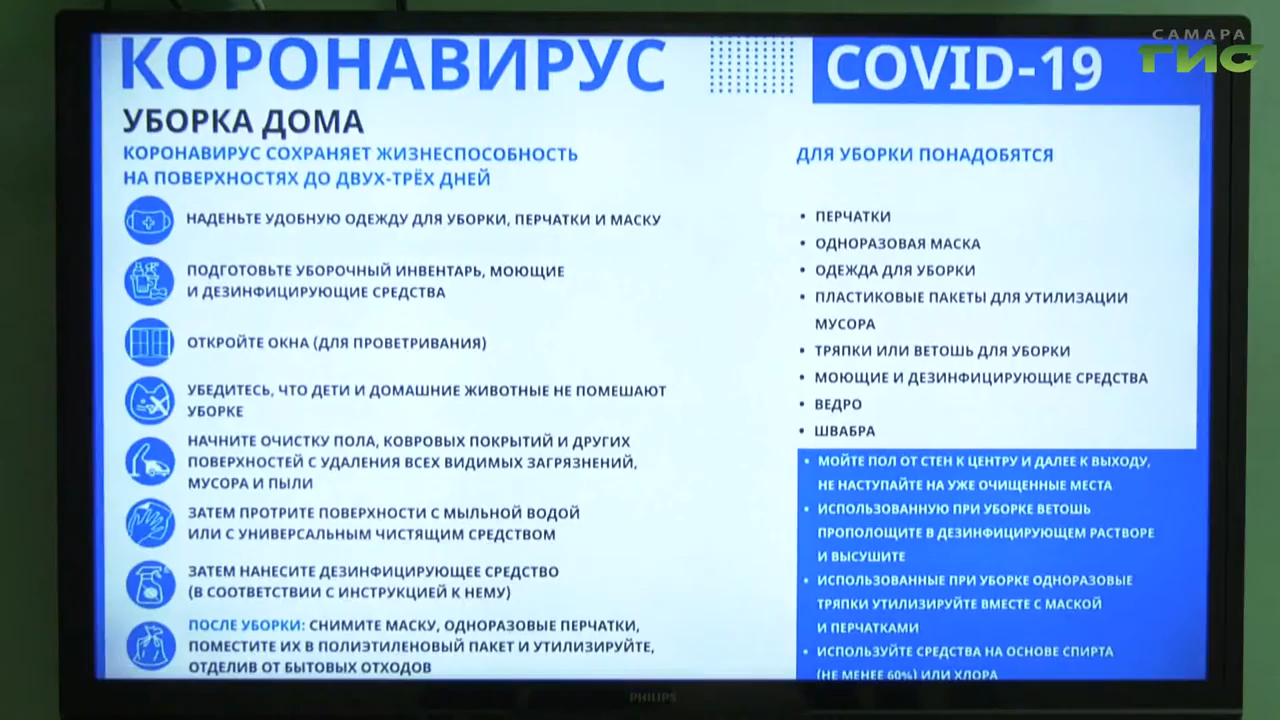 САМАРА
ГИС
КОРОНАВИРУС
COVID-19
УБОРКА ДОМА
КОРОНАВИРУС СОХРАНЯЕТ ЖИЗНЕСПОСОБНОСТЬ
НА ПОВЕРХНОСТЯХ ДО ДВУХ-ТРЁХ ДНЕЙ
НАДЕНЬТЕ УДОБНУЮ ОДЕЖДУ ДЛЯ УБОРКИ, ПЕРЧАТКИ И МАСКУ
ПОДГОТОВЬТЕ УБОРОЧНЫЙ ИНВЕНТАРЬ, МОЮЩИЕ
И ДЕЗИНФИЦИРУЮЩИЕ СРЕДСТВА
ОТКРОЙТЕ ОКНА (ДЛЯ ПРОВЕТРИВАНИЯ)
УБЕДИТЕСЬ, ЧТО ДЕТИ И ДОМАШНИЕ ЖИВОТНЫЕ НЕ ПОМЕШАЮТ
УБОРКЕ
НАЧНИТЕ ОЧИСТКУ ПОЛА, КОВРОВЫХ ПОКРЫТИЙ И ДРУГИХ
ПОВЕРХНОСТЕЙ С УДАЛЕНИЯ ВСЕХ ВИДИМЫХ ЗАГРЯЗНЕНИЙ,
МУСОРА И ПЫЛИ
ЗАТЕМ ПРОТРИТЕ ПОВЕРХНОСТИ С МЫЛЬНОЙ ВОДОЙ
ИЛИ С УНИВЕРСАЛЬНЫМ ЧИСТЯЩИМ СРЕДСТВОМ
ЗАТЕМ НАНЕСИТЕ ДЕЗИНФИЦИРУЮЩЕЕ СРЕДСТВО
(В СООТВЕТСТВИИ С ИНСТРУКЦИЕЙ К НЕМУ)
ПОСЛЕ УБОРКИ: СНИМИТЕ МАСКУ, ОДНОРАЗОВЫЕ ПЕРЧАТКИ,
ПОМЕСТИТЕ ИХ В ПОЛИЭТИЛЕНОВЫЙ ПАКЕТ И УТИЛИЗИРУЙТЕ,
ОТДЕЛИВ ОТ БЫТОВЫХ ОТХОДОВ
ДЛЯ УБОРКИ ПОНАДОБЯТСЯ
• ПЕРЧАТКИ
• ОДНОРАЗОВАЯ МАСКА
• ОДЕЖДА ДЛЯ УБОРКИ
• ПЛАСТИКОВЫЕ ПАКЕТЫ ДЛЯ УТИЛИЗАЦИИ
МУСОРА
• ТРЯПКИ ИЛИ ВЕТОШЬ ДЛЯ УБОРКИ
• МОЮЩИЕ И ДЕЗИНФИЦИРУЮЩИЕ СРЕДСТВА
• ВЕДРО
• ШВАБРА
• МОЙТЕ ПОЛ ОТ СТЕН К ЦЕНТРУ И ДАЛЕЕ К ВЫХОДУ,
НЕ НАСТУПАЙТЕ НА УЖЕ ОЧИЩЕННЫЕ МЕСТА
• ИСПОЛЬЗОВАННУЮ ПРИ УБОРКЕ ВЕТОШЬ
ПРОПОЛОЩИТЕ В ДЕЗИНФИЦИРУЮЩЕМ РАСТВОРЕ
И ВЫСУШИТЕ
• ИСПОЛЬЗОВАННЫЕ ПРИ УБОРКЕ ОДНОРАЗОВЫЕ
ТРЯПКИ УТИЛИЗИРУЙТЕ ВМЕСТЕ С МАСКОЙ
И ПЕРЧАТКАМИ
• ИСПОЛЬЗУЙТЕ СРЕДСТВА НА ОСНОВЕ СПИРТА
(НЕ МЕНЕЕ 60%) ИЛИ ХЛОРА
PHILIPS